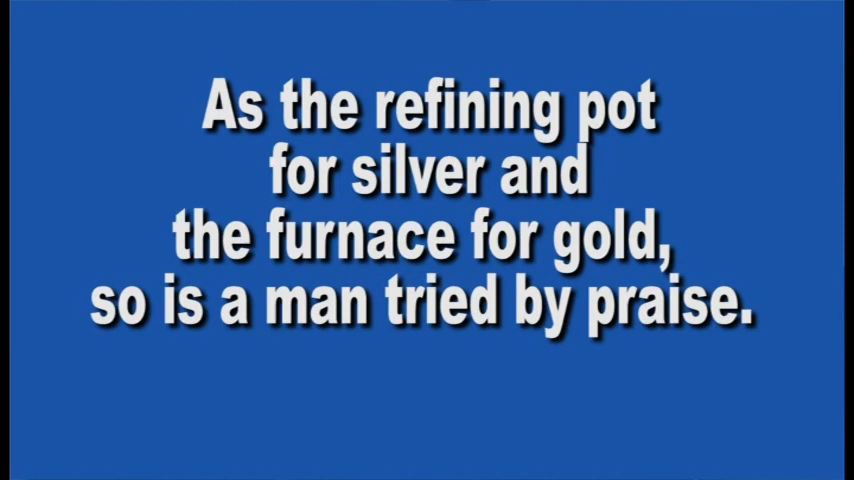 As the refining pot
for silver and
the furnace for gold,
so is a man tried by praise.